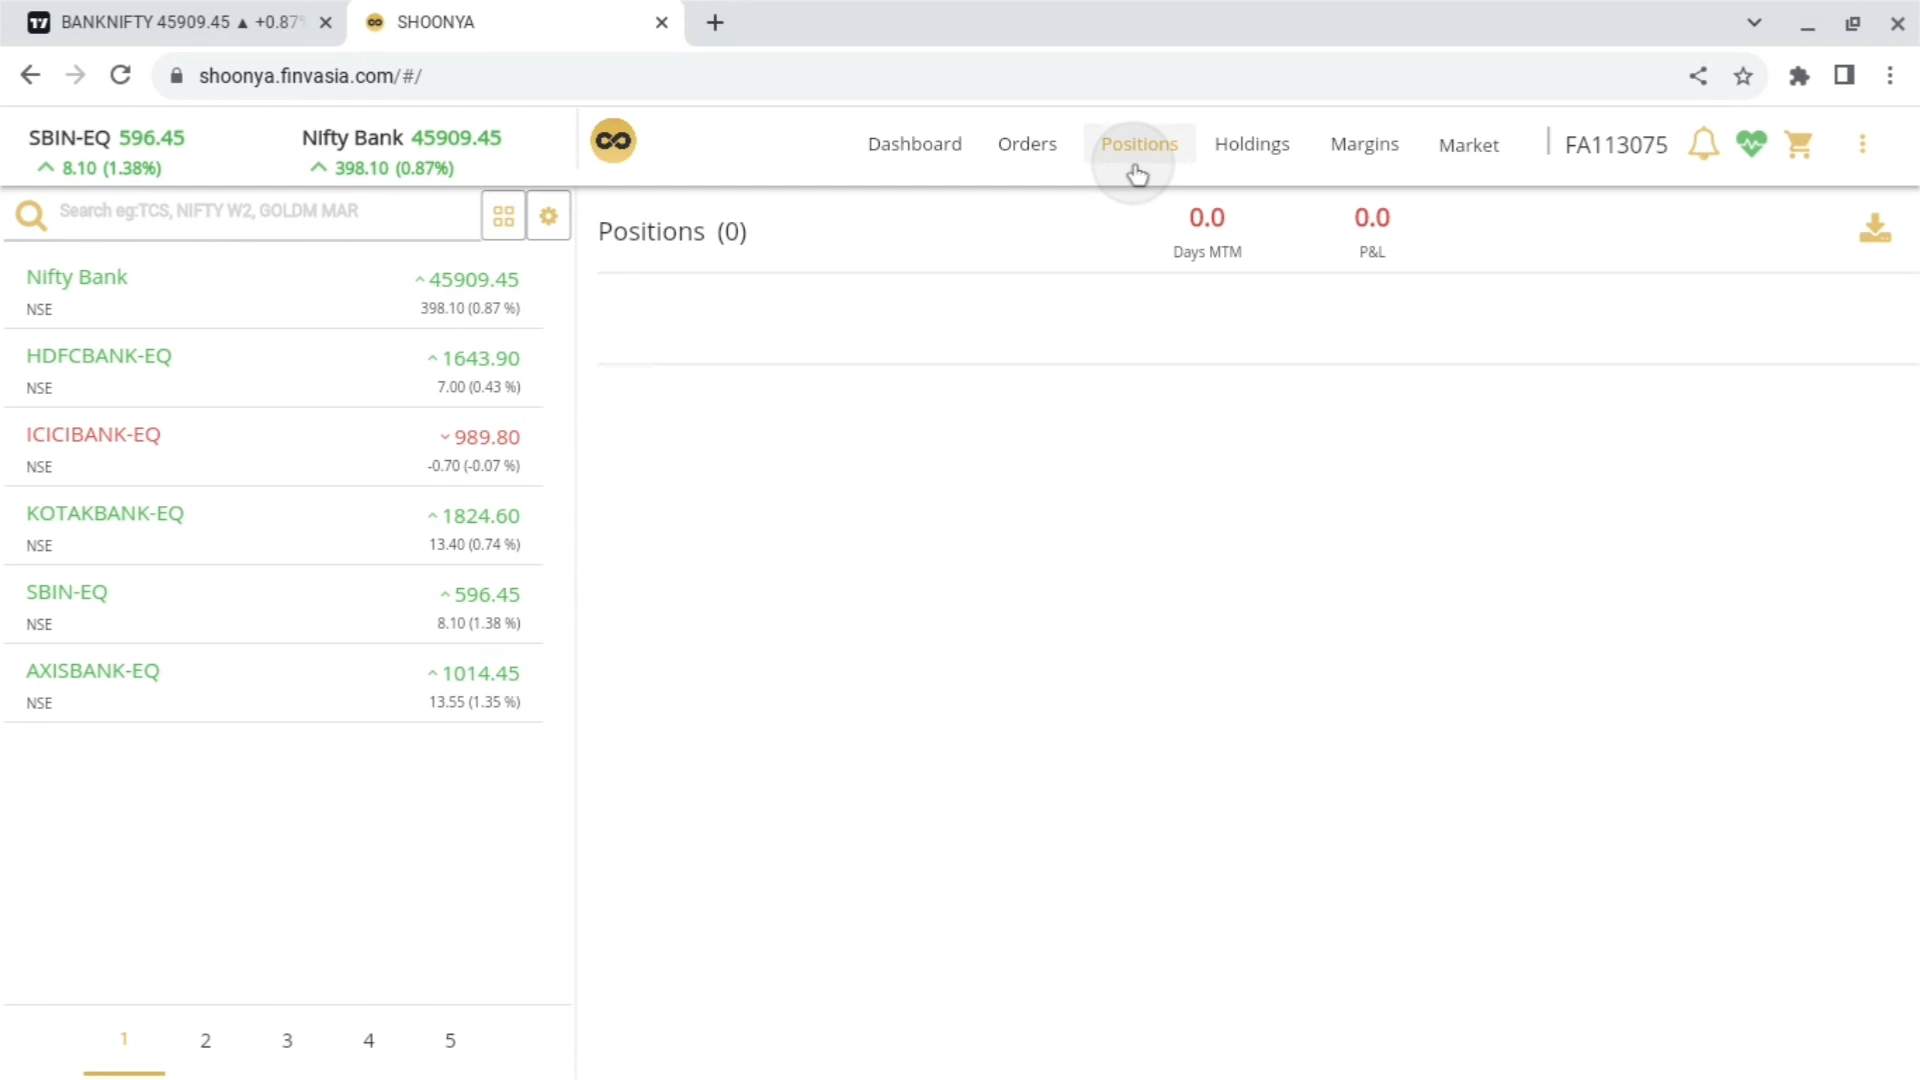 BANKNIFTY 45909.45 ▲ +0.87
SHOONYA
shoonya.finvasia.com/#/
SBIN-EQ 596.45
8.10 (1.38%)
Nifty Bank 45909.45
398.10 (0.87%)
Dashboard
Orders
Positions
Holdings
Margins
Market
FA113075
Search eg:TCS, NIFTY W2, GOLDM MAR
Positions (0)
0.0
Days MTM
0.0
P&L
Nifty Bank 45909.45
NSE 398.10 (0.87 %)
HDFCBANK-EQ 1643.90
NSE 7.00 (0.43 %)
ICICIBANK-EQ 989.80
NSE -0.70 (-0.07 %)
KOTAKBANK-EQ 1824.60
NSE 13.40 (0.74 %)
SBIN-EQ 596.45
NSE 8.10 (1.38 %)
AXISBANK-EQ 1014.45
NSE 13.55 (1.35 %)
1 2 3 4 5